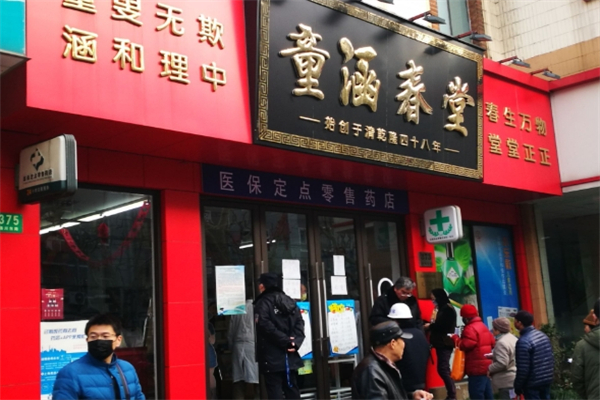 童叟无欺
涵和理中
童涵春堂
始创于清乾隆四十八年
春生万物
堂堂正正
医保定点零售药店
375